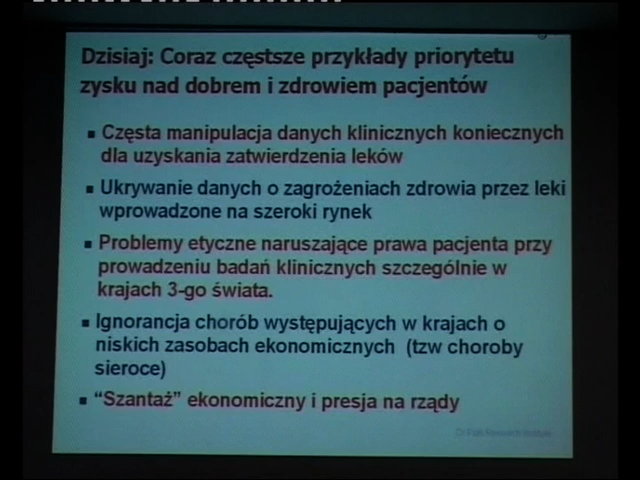 Dzisiaj: Coraz częstsze przykłady priorytetu
zysku nad dobrem i zdrowiem pacjentów
▪ Częsta manipulacja danych klinicznych koniecznych
dla uzyskania zatwierdzenia leków
▪ Ukrywanie danych o zagrożeniach zdrowia przez leki
wprowadzone na szeroki rynek
▪ Problemy etyczne naruszające prawa pacjenta przy
prowadzeniu badań klinicznych szczególnie w
krajach 3-go świata.
▪ Ignorancja chorób występujących w krajach o
niskich zasobach ekonomicznych (tzw choroby
sieroce)
▪ “Szantaż” ekonomiczny i presja na rządy